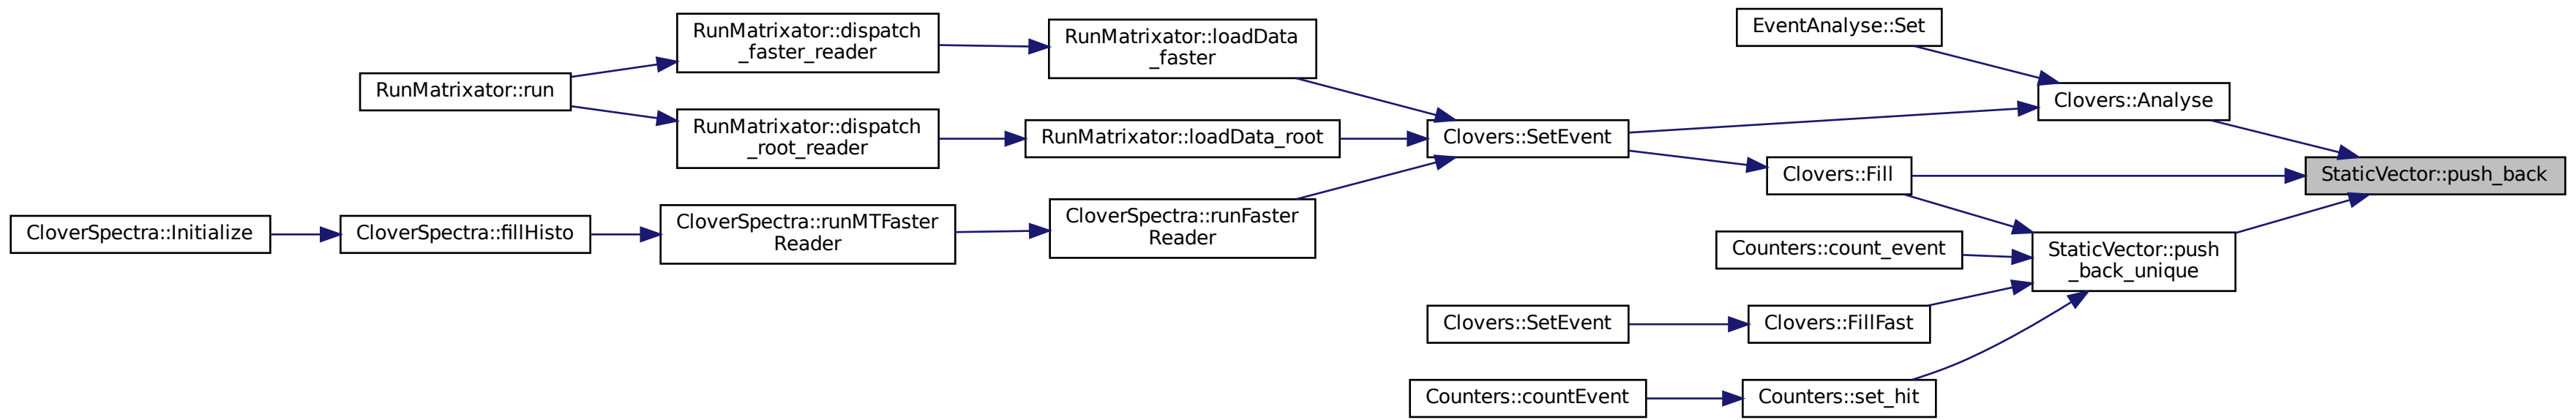 EventAnalyse::Set
RunMatrixator::dispatch
_faster_reader
RunMatrixator::loadData
_faster
RunMatrixator::run
Clovers::Analyse
RunMatrixator::dispatch
_root_reader
RunMatrixator::loadData_root
Clovers::SetEvent
Clovers::Fill
StaticVector::push_back
CloverSpectra::Initialize
CloverSpectra::fillHisto
CloverSpectra::runMTFaster
Reader
CloverSpectra::runFaster
Reader
Counters::count_event
StaticVector::push
_back_unique
Clovers::SetEvent
Clovers::FillFast
Counters::countEvent
Counters::set_hit